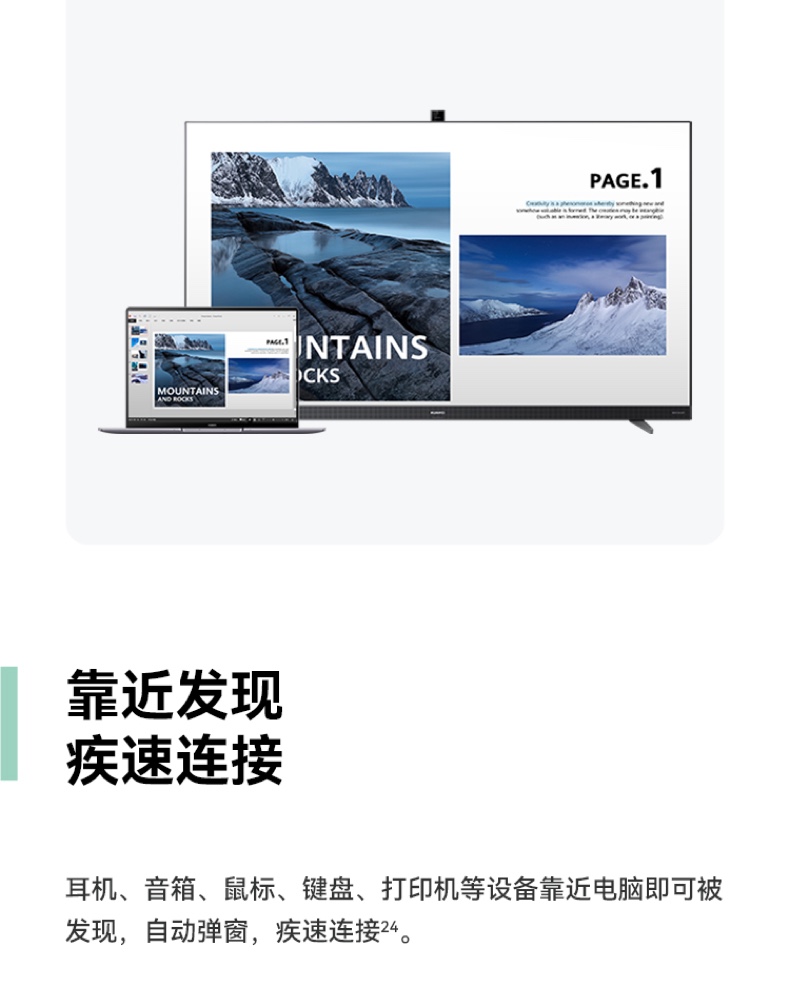 PAGE.1
Creativity is a phenomenon whereby something new and
somehow valuable is formed. The creation may be intangible
(such as an invention, a literary work, or a painting).
UNTAINS
OCKS
PAGE.1
MOUNTAINS
AND ROCKS
HUAWEI
靠近发现
疾速连接
耳机、音箱、鼠标、键盘、打印机等设备靠近电脑即可被
发现，自动弹窗，疾速连接24。